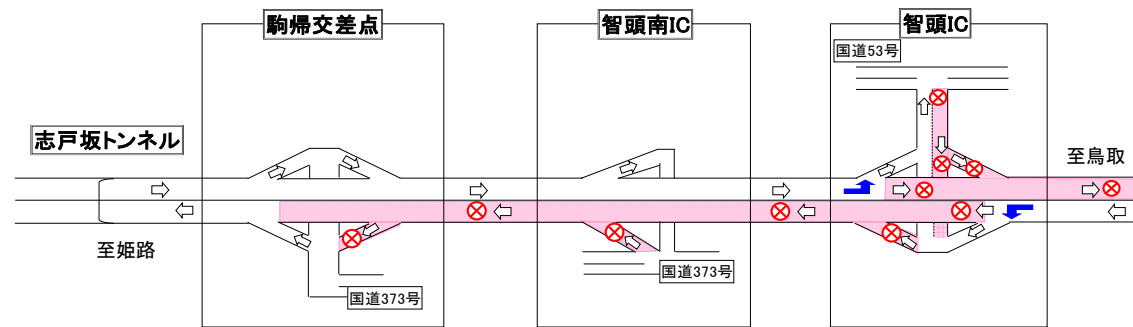 駒帰交差点
智頭南IC
智頭IC
国道53号
志戸坂トンネル
至鳥取
至姫路
国道373号
国道373号